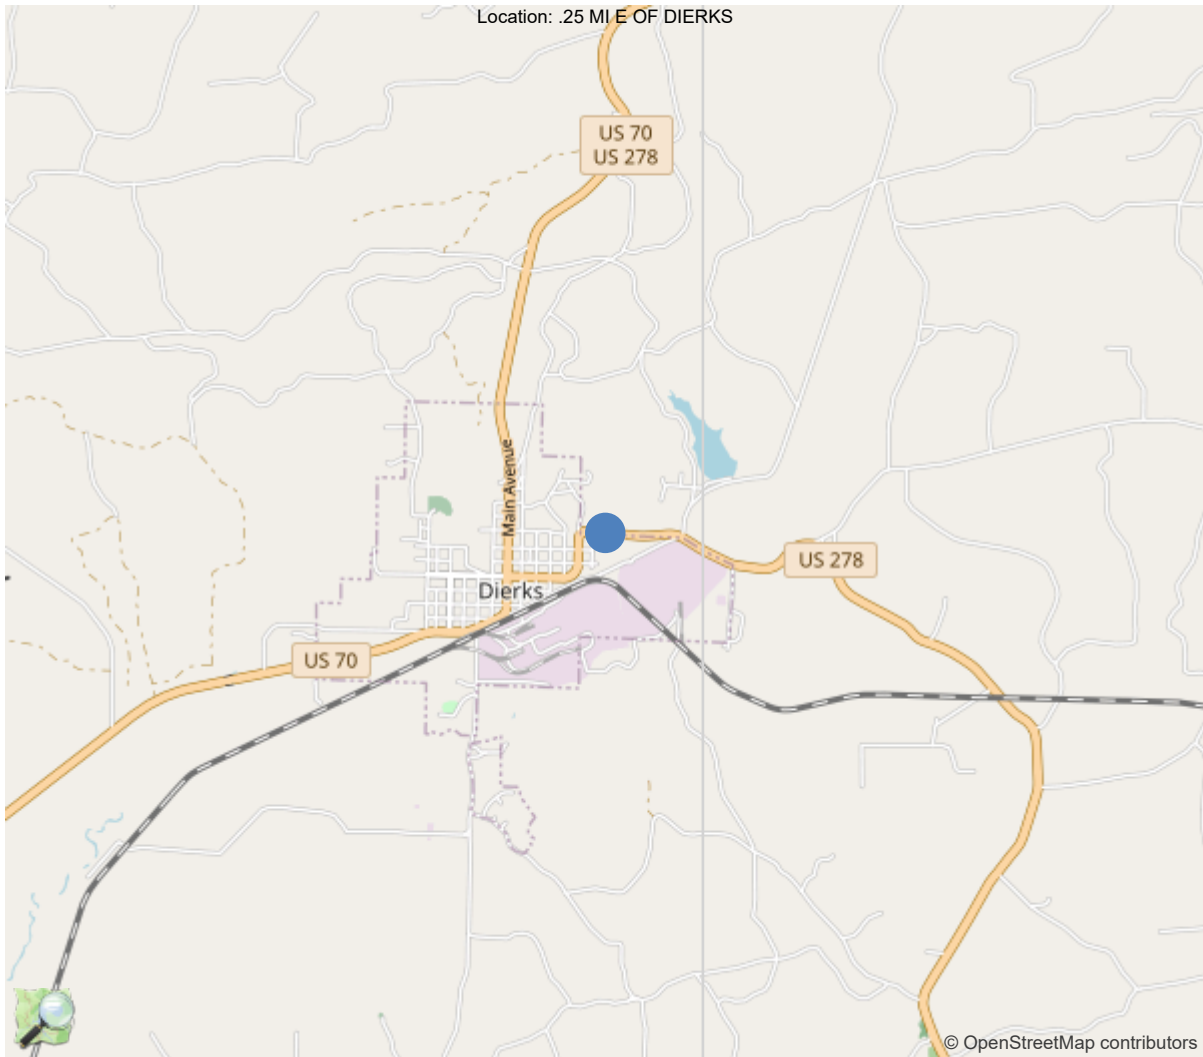 Location: .25 MI E OF DIERKS
US 70
US 278
Main Avenue
US 278
Dierks
US 70
© OpenStreetMap contributors